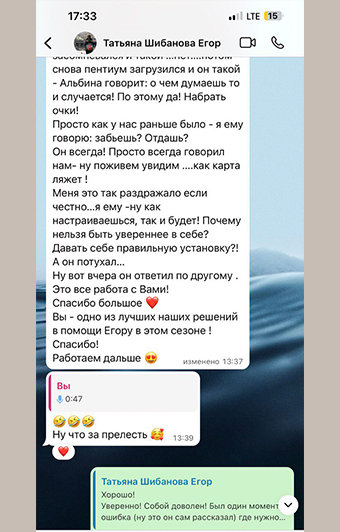 17:33
LTE 15
Татьяна Шибанова Егор
снова пентиум загрузился и он такой
- Альбина говорит: о чем думаешь то
и случается! По этому да! Набрать
очки!
Просто как у нас раньше было - я ему
говорю: забьешь? Отдашь?
Он всегда! Просто всегда говорил
нам- ну поживем увидим ....как карта
ляжет !
Меня это так раздражало если
честно...я ему -ну как
настраиваешься, так и будет! Почему
нельзя быть увереннее в себе?
Давать себе правильную установку?!
А он потухал...
Ну вот вчера он ответил по другому .
Это все работа с Вами!
Спасибо большое ❤️
Вы - одно из лучших наших решений
в помощи Егору в этом сезоне !
Спасибо!
Работаем дальше 😍
изменено 13:37
Вы
0:47
🤣🤣🤣
Ну что за прелесть 🥰
13:39
❤️
Татьяна Шибанова Егор
Хорошо!
Уверенно! Собой доволен! Был один момент
ошибка (ну это он сам рассказал) где нужно...